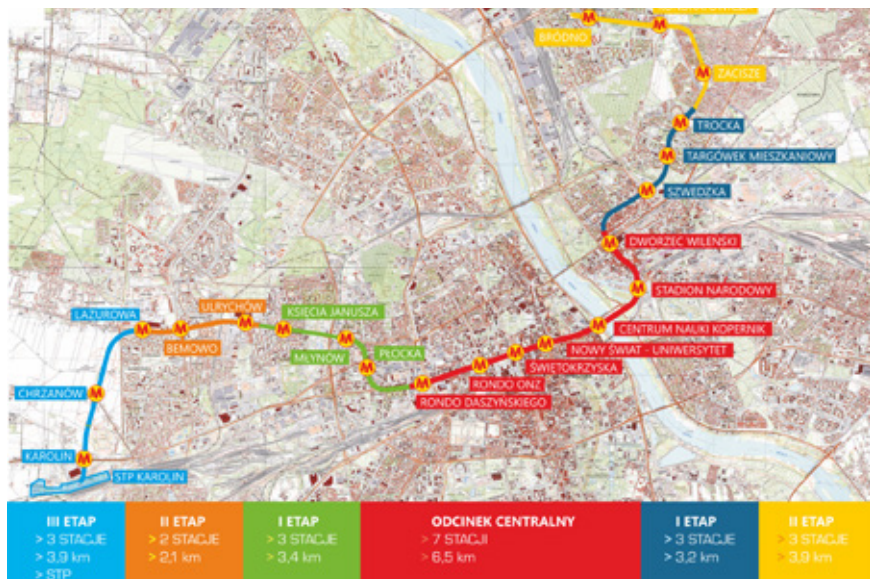 BRÓDNO
ZACISZE
TROCKA
TARGÓWEK MIESZKANIOWY
SZWEDZKA
DWORZEC WILEŃSKI
STADION NARODOWY
CENTRUM NAUKI KOPERNIK
NOWY ŚWIAT - UNIWERSYTET
ŚWIĘTOKRZYSKA
RONDO ONZ
RONDO DASZYŃSKIEGO
PŁOCKA
MŁYNÓW
KSIĘCIA JANUSZA
ULRYCHÓW
BEMOWO
LAZUROWA
CHRZANÓW
KAROLIN
STP KAROLIN
III ETAP
> 3 STACJE
> 3,9 km
> STP
II ETAP
> 2 STACJE
> 2,1 km
I ETAP
> 3 STACJE
> 3,4 km
ODCINEK CENTRALNY
> 7 STACJI
> 6,5 km
I ETAP
> 3 STACJE
> 3,2 km
II ETAP
> 3 STACJE
> 3,9 km